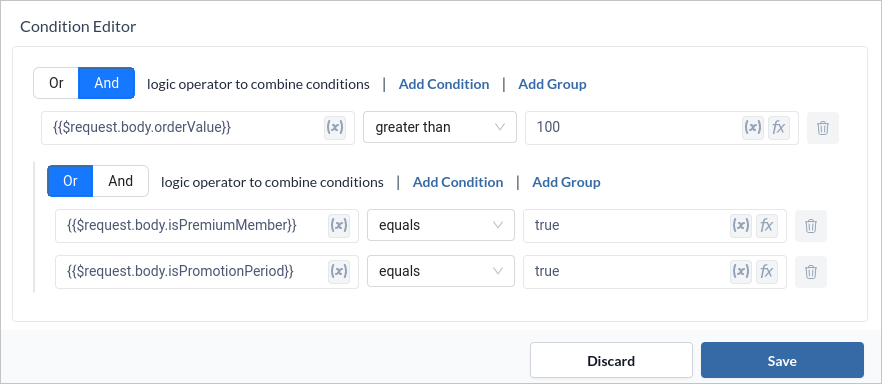 Condition Editor
Or And logic operator to combine conditions | Add Condition | Add Group
{{$request.body.orderValue}} (x) greater than 100 (x) fx
Or And logic operator to combine conditions | Add Condition | Add Group
{{$request.body.isPremiumMember}} (x) equals true (x) fx
{{$request.body.isPromotionPeriod}} (x) equals true (x) fx
Discard Save